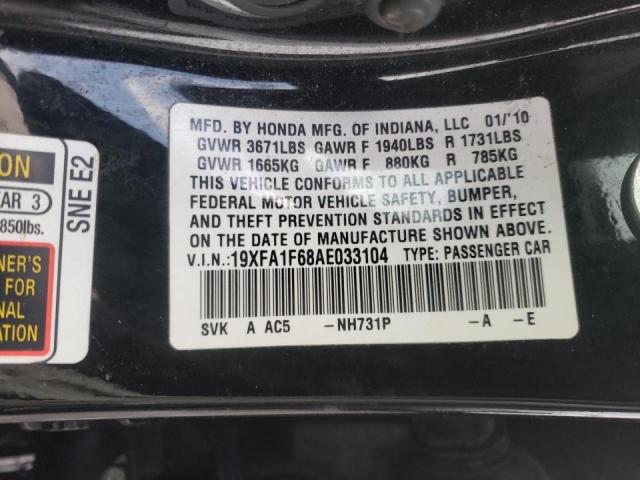 MFD. BY HONDA MFG. OF INDIANA, LLC 01/'10
GVWR 3671LBS GAWR F 1940LBS R 1731LBS
GVWR 1665KG GAWR F 880KG R 785KG
THIS VEHICLE CONFORMS TO ALL APPLICABLE
FEDERAL MOTOR VEHICLE SAFETY, BUMPER,
AND THEFT PREVENTION STANDARDS IN EFFECT
ON THE DATE OF MANUFACTURE SHOWN ABOVE.
V.I.N.: 19XFA1F68AE033104 TYPE: PASSENGER CAR
SVK A AC5 -NH731P -A -E
ION
EAR 3
850lbs.
NER'S
FOR
NAL
ATION
SNE E2